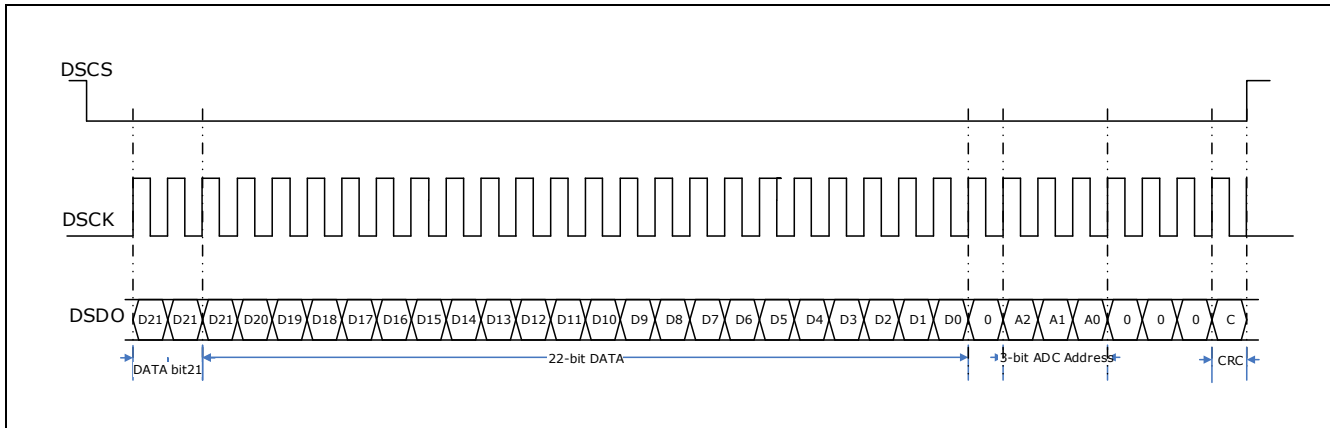 DSCS
DSCK
DSDO D21 D21 D21 D20 D19 D18 D17 D16 D15 D14 D13 D12 D11 D10 D9 D8 D7 D6 D5 D4 D3 D2 D1 D0 0 A2 A1 A0 0 0 0 C
DATA bit21 22-bit DATA 3-bit ADC Address CRC